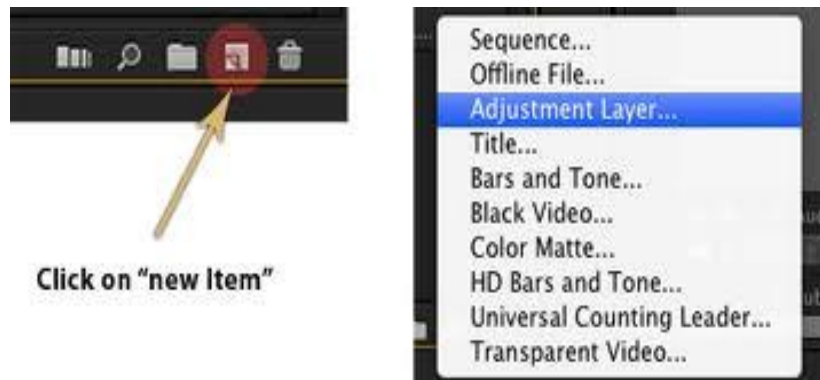 Click on "new Item"
Sequence...
Offline File...
Adjustment Layer...
Title...
Bars and Tone...
Black Video...
Color Matte...
HD Bars and Tone...
Universal Counting Leader...
Transparent Video...